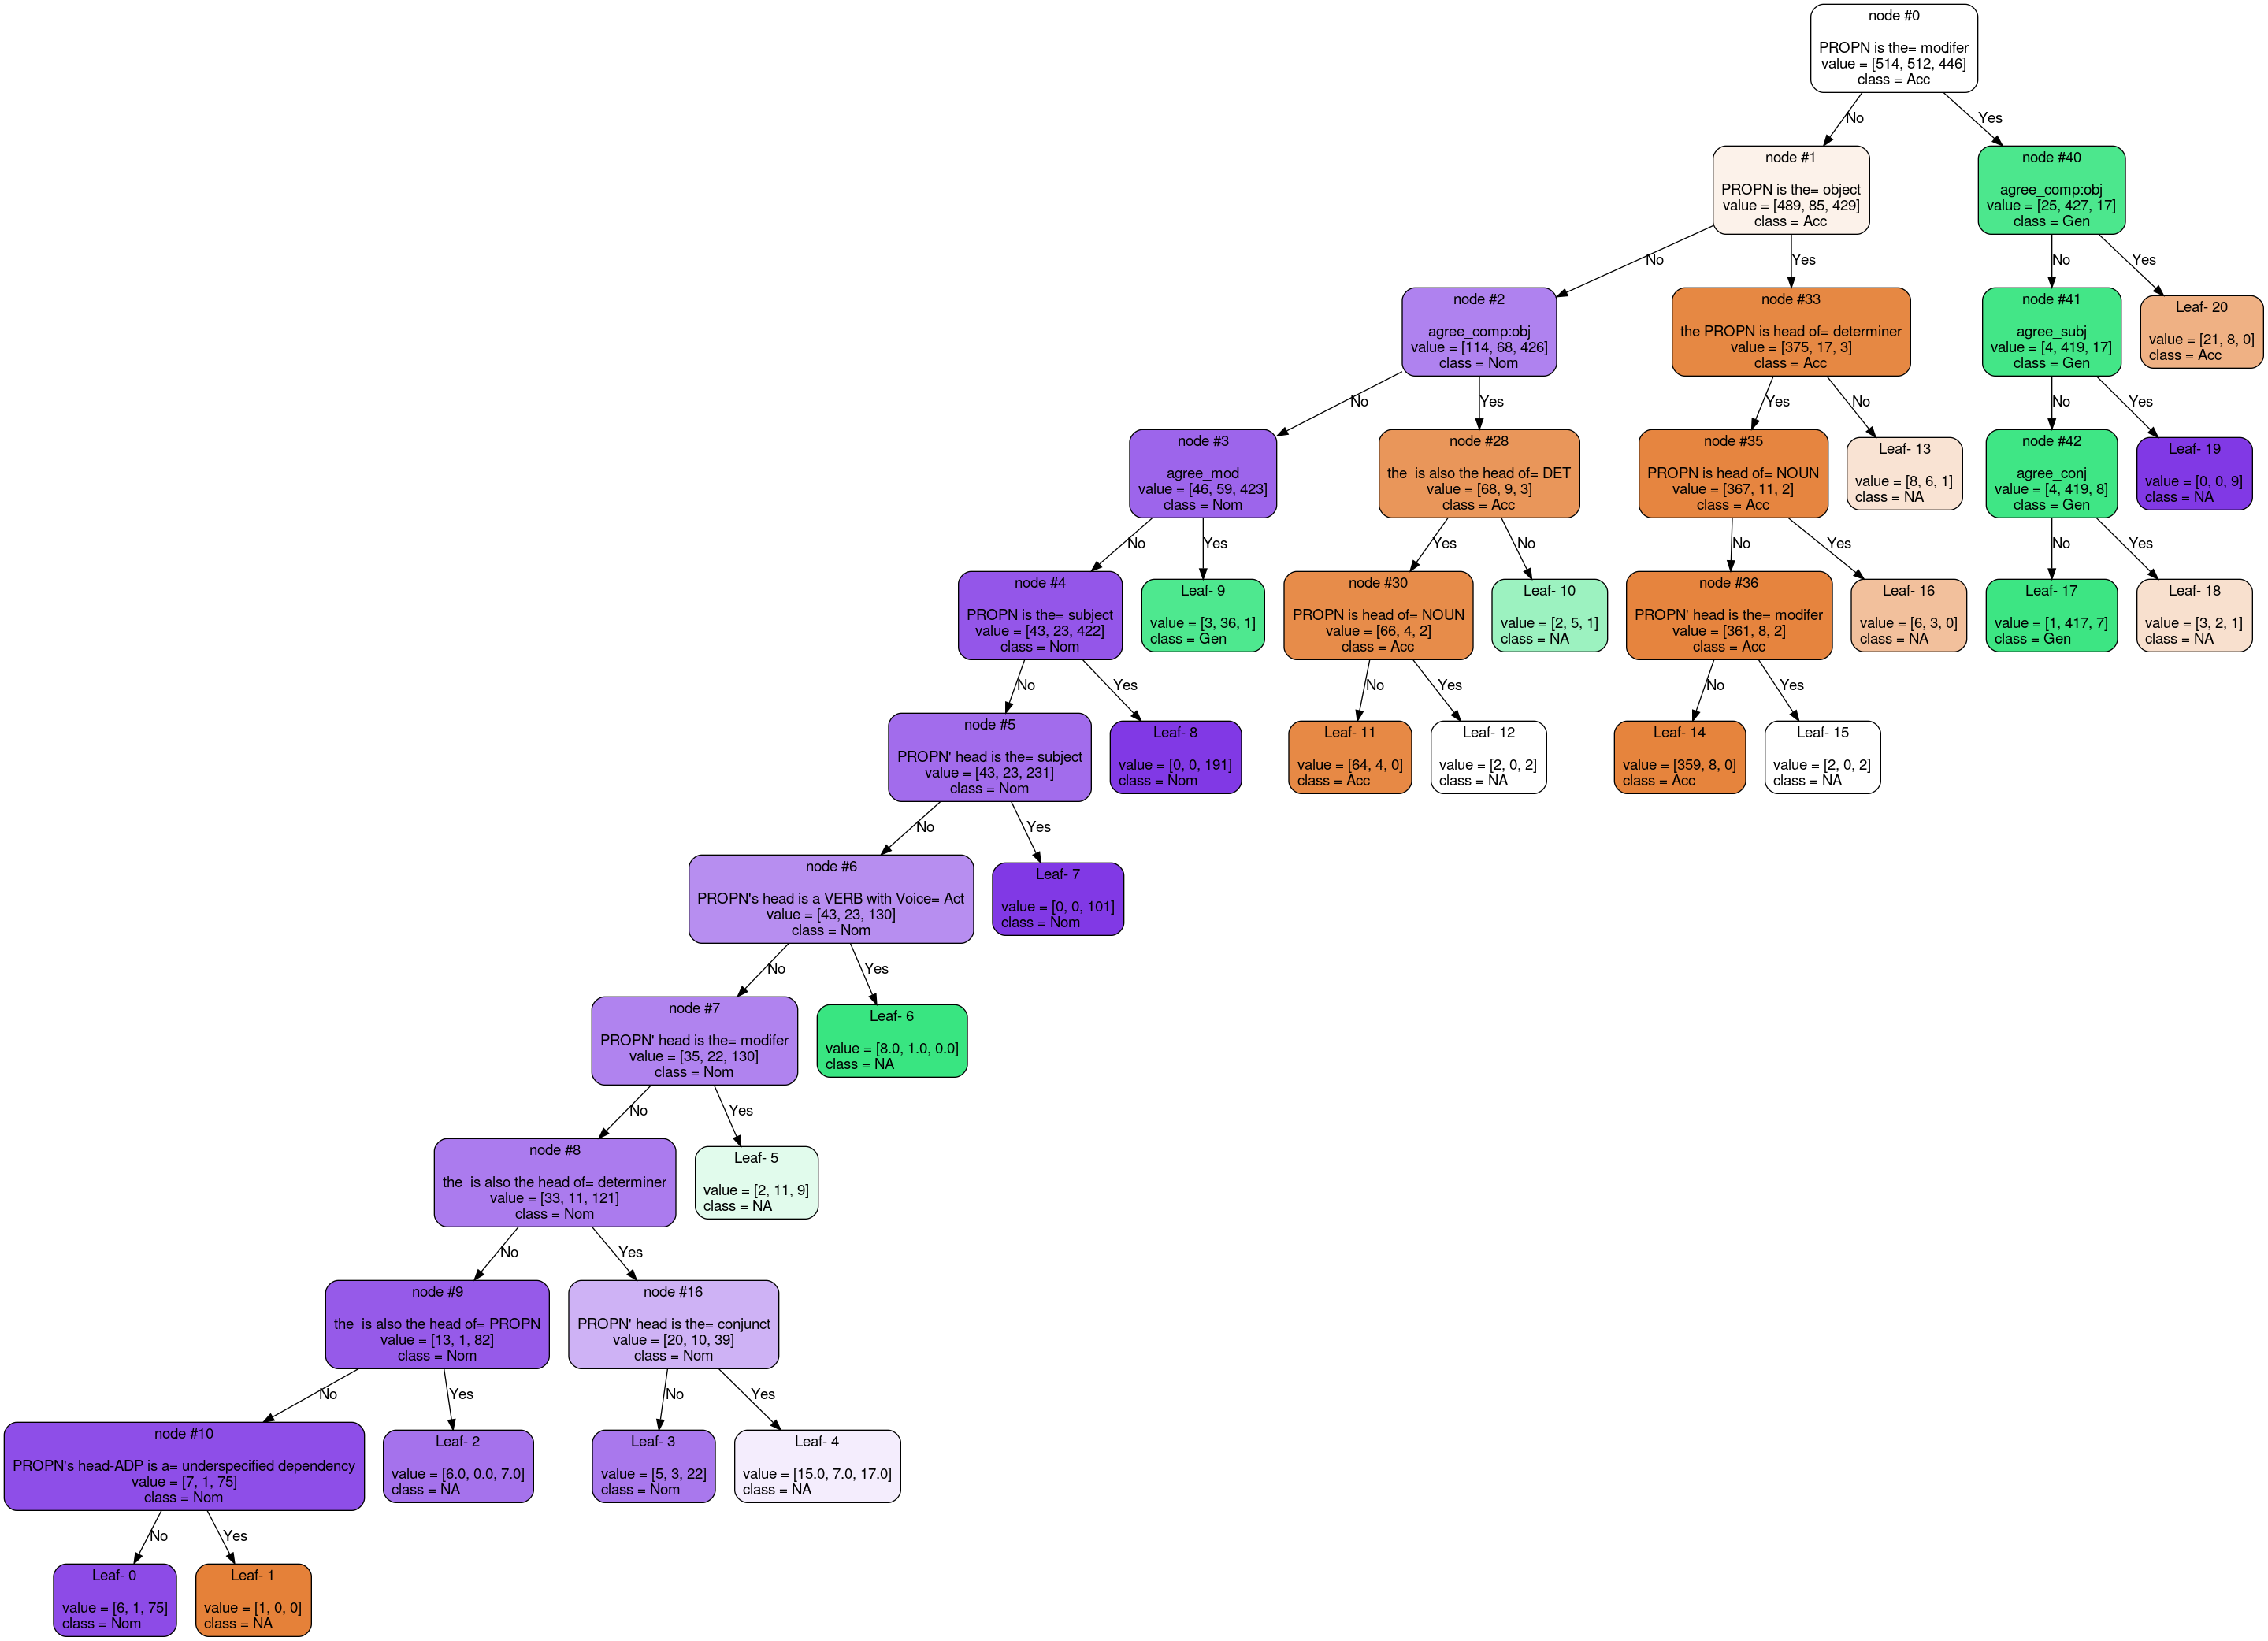 node #0
PROPN is the= modifer
value = [514, 512, 446]
class = Acc
No
Yes
node #1
PROPN is the= object
value = [489, 85, 429]
class = Acc
node #40
agree_comp:obj
value = [25, 427, 17]
class = Gen
No
Yes
No
Yes
node #2
agree_comp:obj
value = [114, 68, 426]
class = Nom
node #33
the PROPN is head of= determiner
value = [375, 17, 3]
class = Acc
node #41
agree_subj
value = [4, 419, 17]
class = Gen
Leaf- 20
value = [21, 8, 0]
class = Acc
No
Yes
Yes
No
No
Yes
node #3
agree_mod
value = [46, 59, 423]
class = Nom
node #28
the  is also the head of= DET
value = [68, 9, 3]
class = Acc
node #35
PROPN is head of= NOUN
value = [367, 11, 2]
class = Acc
Leaf- 13
value = [8, 6, 1]
class = NA
node #42
agree_conj
value = [4, 419, 8]
class = Gen
Leaf- 19
value = [0, 0, 9]
class = NA
No
Yes
Yes
No
No
Yes
No
Yes
node #4
PROPN is the= subject
value = [43, 23, 422]
class = Nom
Leaf- 9
value = [3, 36, 1]
class = Gen
node #30
PROPN is head of= NOUN
value = [66, 4, 2]
class = Acc
Leaf- 10
value = [2, 5, 1]
class = NA
node #36
PROPN' head is the= modifer
value = [361, 8, 2]
class = Acc
Leaf- 16
value = [6, 3, 0]
class = NA
Leaf- 17
value = [1, 417, 7]
class = Gen
Leaf- 18
value = [3, 2, 1]
class = NA
No
Yes
No
Yes
No
Yes
node #5
PROPN' head is the= subject
value = [43, 23, 231]
class = Nom
Leaf- 8
value = [0, 0, 191]
class = Nom
Leaf- 11
value = [64, 4, 0]
class = Acc
Leaf- 12
value = [2, 0, 2]
class = NA
Leaf- 14
value = [359, 8, 0]
class = Acc
Leaf- 15
value = [2, 0, 2]
class = NA
No
Yes
node #6
PROPN's head is a VERB with Voice= Act
value = [43, 23, 130]
class = Nom
Leaf- 7
value = [0, 0, 101]
class = Nom
No
Yes
node #7
PROPN' head is the= modifer
value = [35, 22, 130]
class = Nom
Leaf- 6
value = [8.0, 1.0, 0.0]
class = NA
No
Yes
node #8
the  is also the head of= determiner
value = [33, 11, 121]
class = Nom
Leaf- 5
value = [2, 11, 9]
class = NA
No
Yes
node #9
the  is also the head of= PROPN
value = [13, 1, 82]
class = Nom
node #16
PROPN' head is the= conjunct
value = [20, 10, 39]
class = Nom
No
Yes
No
Yes
node #10
PROPN's head-ADP is a= underspecified dependency
value = [7, 1, 75]
class = Nom
Leaf- 2
value = [6.0, 0.0, 7.0]
class = NA
Leaf- 3
value = [5, 3, 22]
class = Nom
Leaf- 4
value = [15.0, 7.0, 17.0]
class = NA
No
Yes
Leaf- 0
value = [6, 1, 75]
class = Nom
Leaf- 1
value = [1, 0, 0]
class = NA